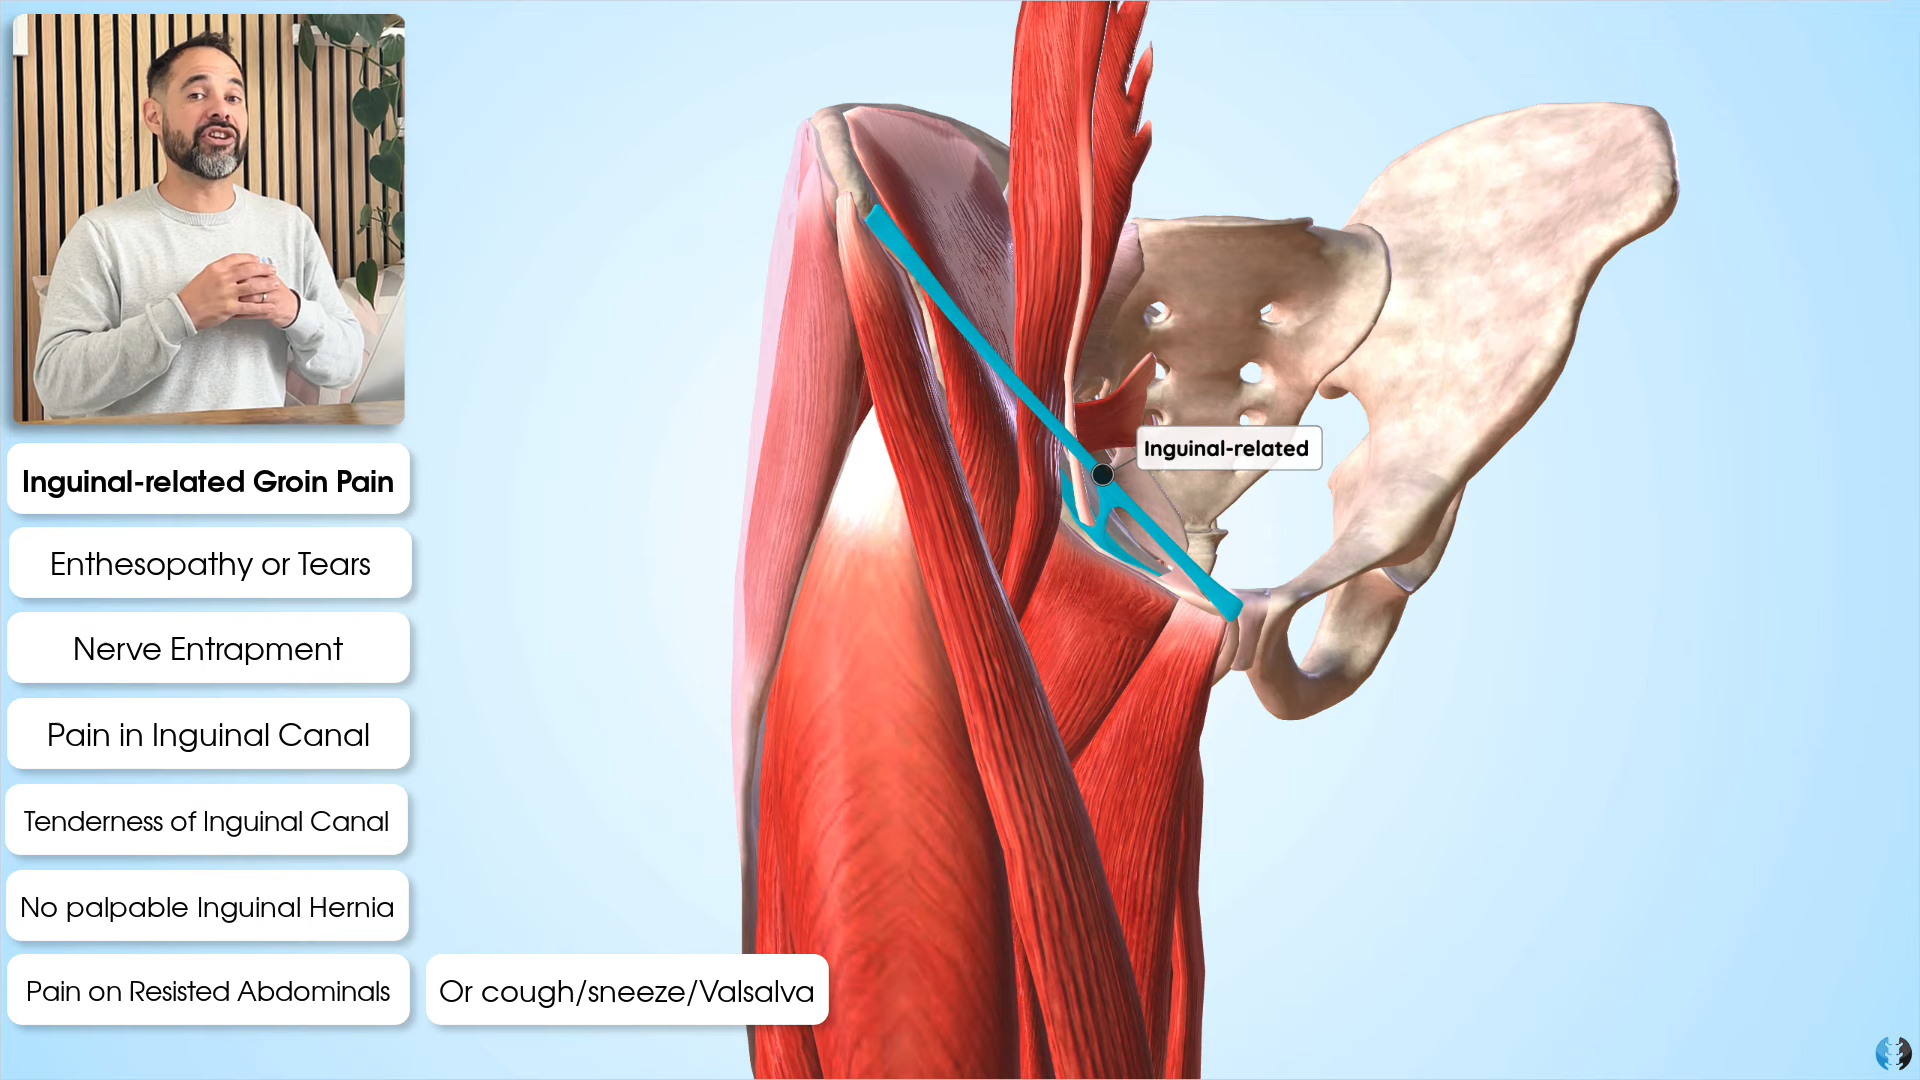 Inguinal-related Groin Pain
Enthesopathy or Tears
Nerve Entrapment
Pain in Inguinal Canal
Tenderness of Inguinal Canal
No palpable Inguinal Hernia
Pain on Resisted Abdominals
Or cough/sneeze/Valsalva
Inguinal-related